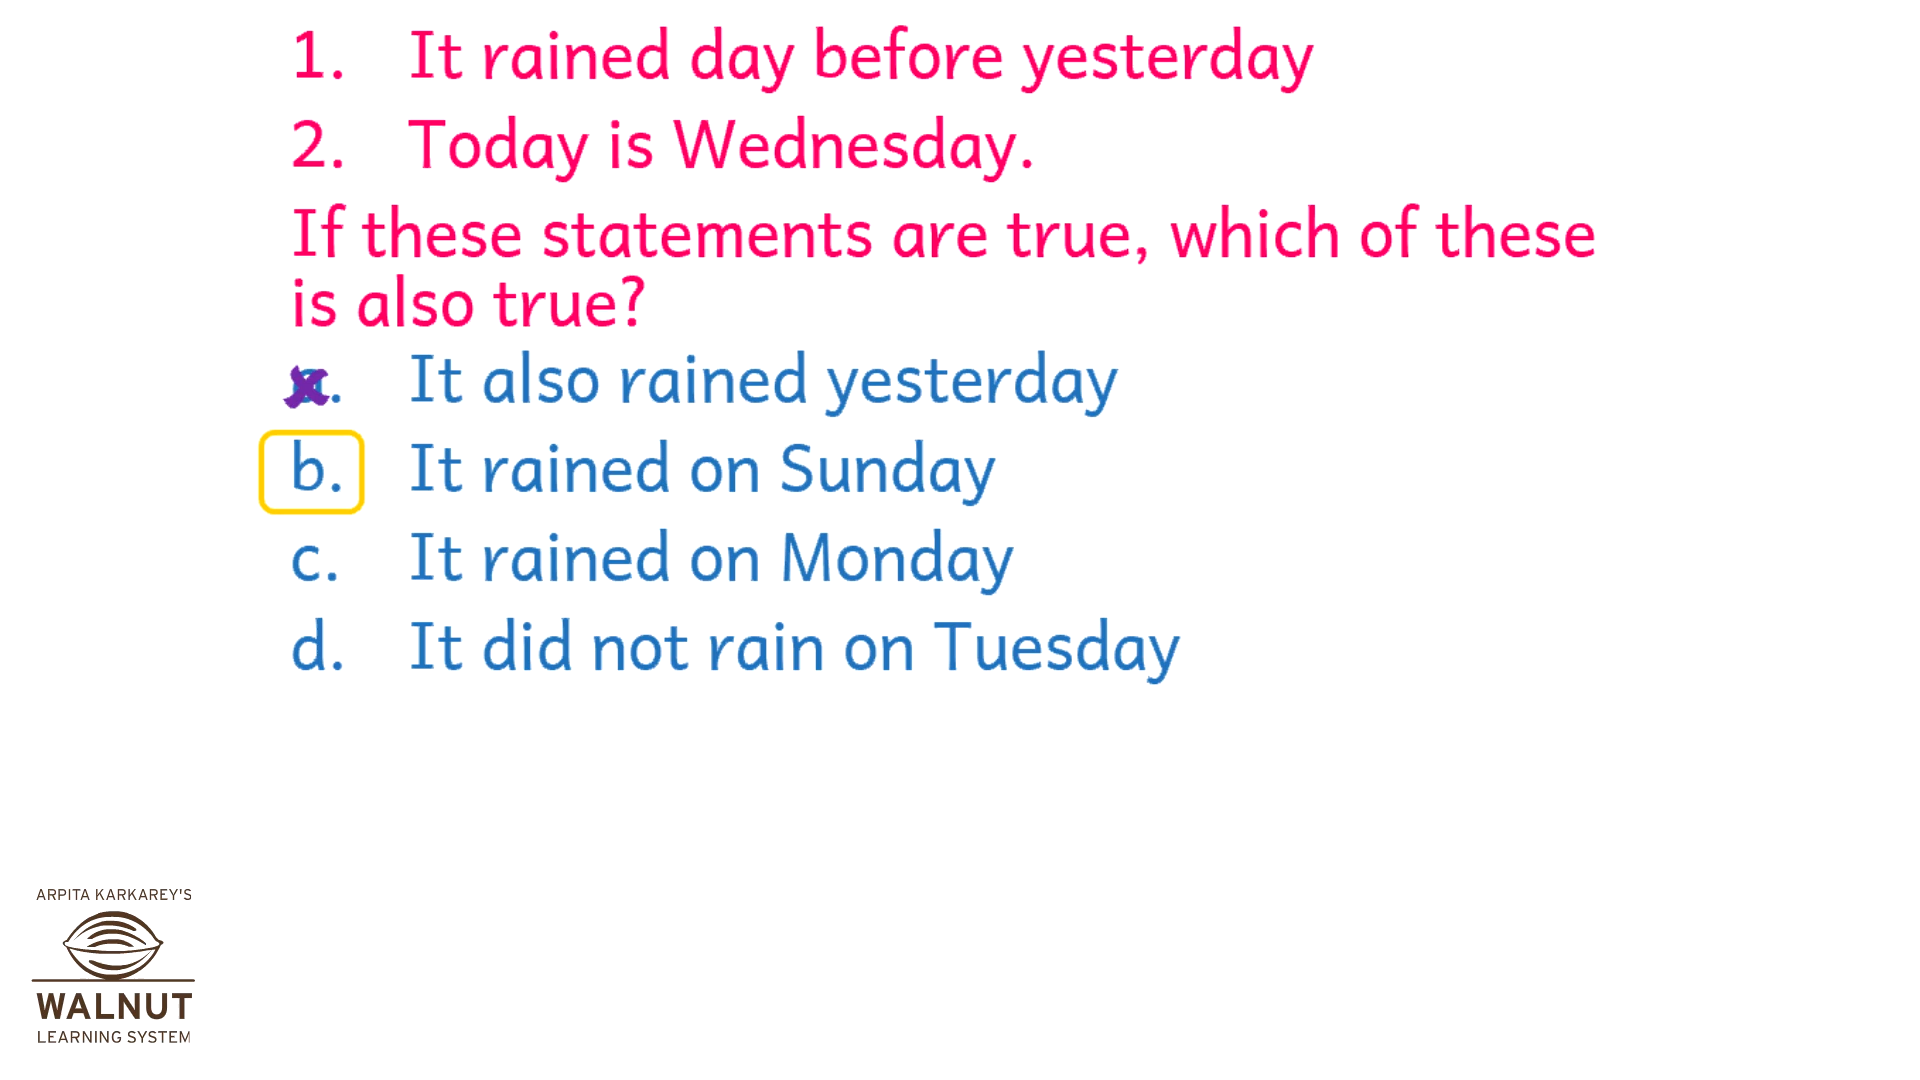 1. It rained day before yesterday
2. Today is Wednesday.
If these statements are true, which of these
is also true?
a. It also rained yesterday
b. It rained on Sunday
c. It rained on Monday
d. It did not rain on Tuesday
ARPITA KARKAREY'S
WALNUT
LEARNING SYSTEM